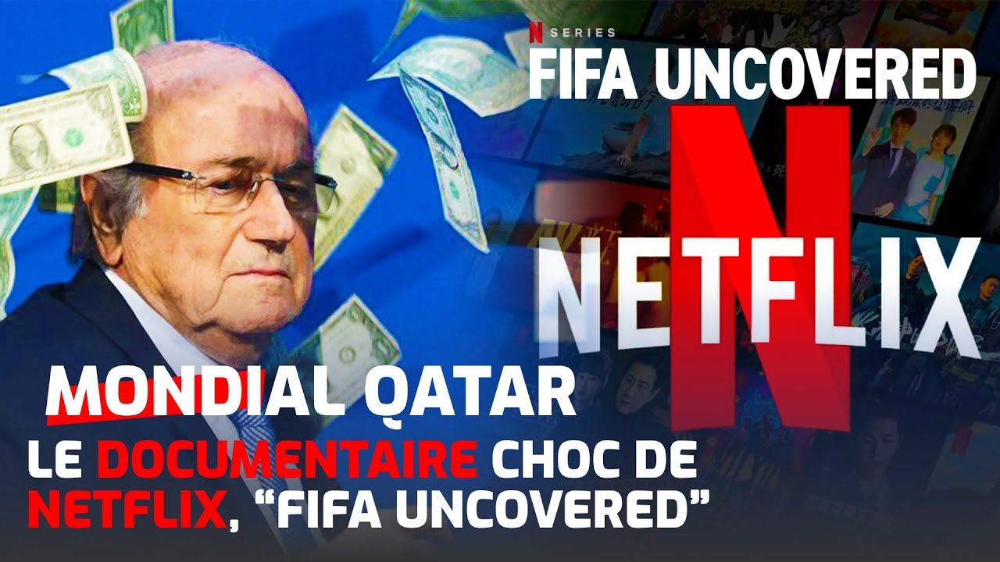 N SERIES
FIFA UNCOVERED
NETFLIX
MONDIAL QATAR
LE DOCUMENTAIRE CHOC DE
NETFLIX, “FIFA UNCOVERED”